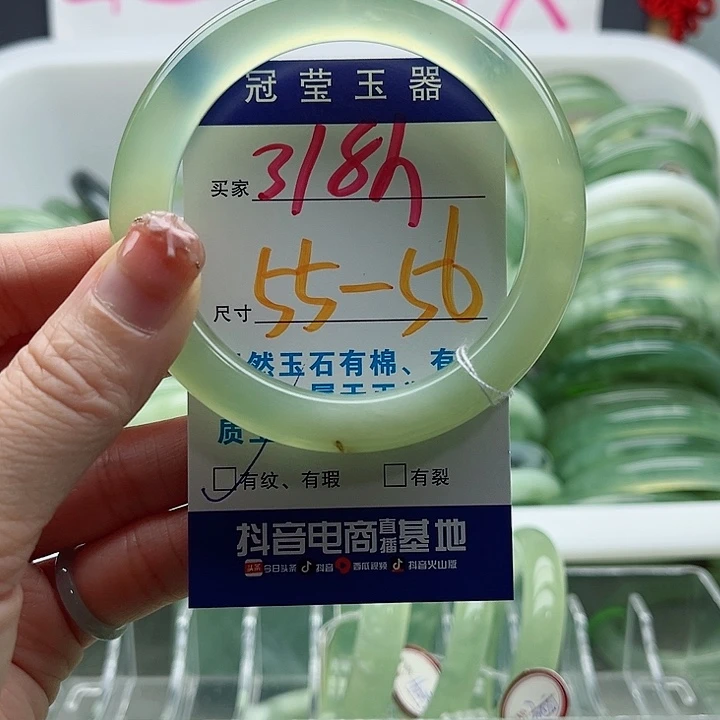 冠莹玉器
买家 318h
尺寸 55-56
然玉石有棉、有
质
有纹、有瑕 有裂
抖音电商直播基地
头条 今日头条 抖音 西瓜视频 抖音火山版